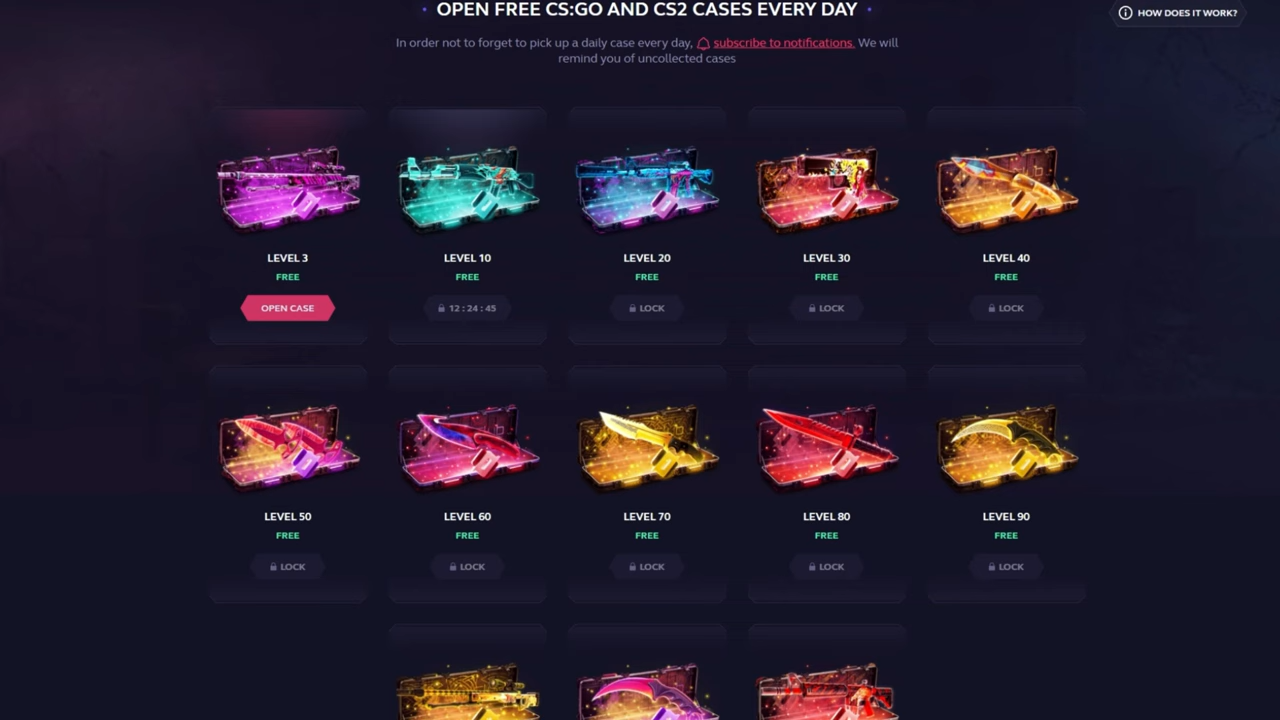 OPEN FREE CS:GO AND CS2 CASES EVERY DAY
HOW DOES IT WORK?
In order not to forget to pick up a daily case every day, subscribe to notifications. We will
remind you of uncollected cases
LEVEL 3
FREE
OPEN CASE
LEVEL 10
FREE
12 : 24 : 45
LEVEL 20
FREE
LOCK
LEVEL 30
FREE
LOCK
LEVEL 40
FREE
LOCK
LEVEL 50
FREE
LOCK
LEVEL 60
FREE
LOCK
LEVEL 70
FREE
LOCK
LEVEL 80
FREE
LOCK
LEVEL 90
FREE
LOCK